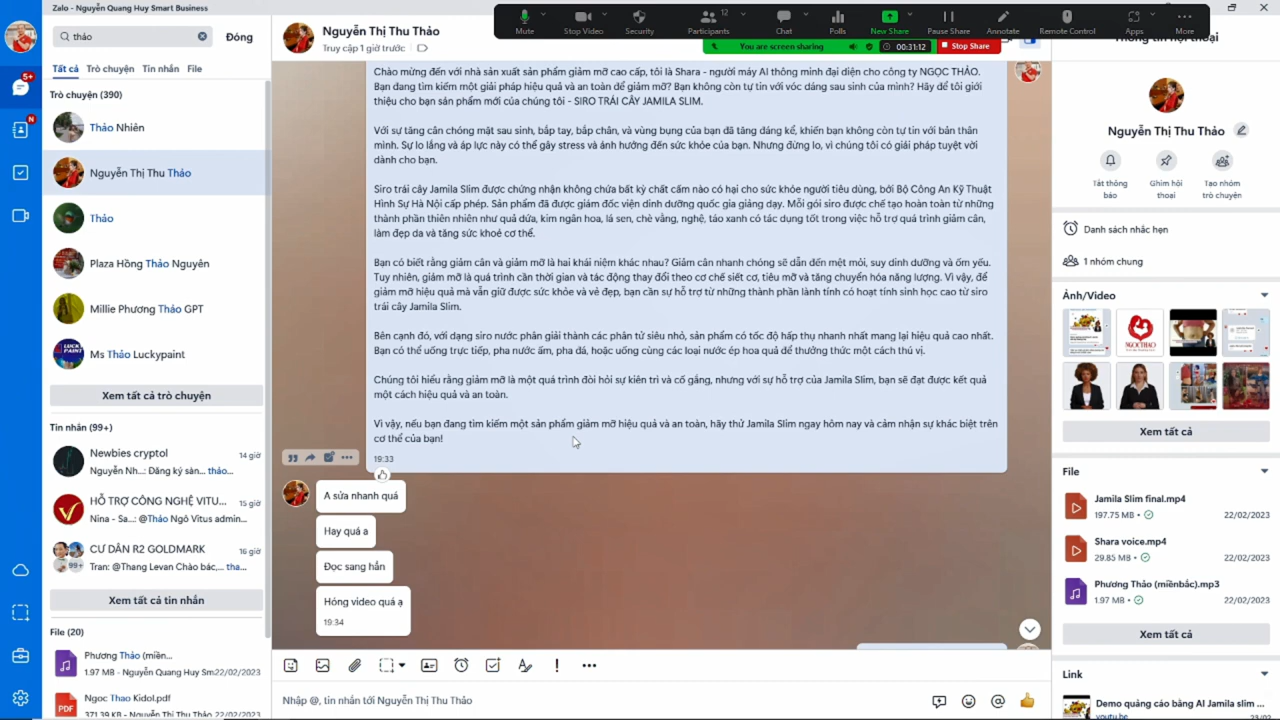 Zalo - Nguyễn Quang Huy Smart Business
Mute
Stop Video
Security
Participants
12
Chat
Polls
New Share
Pause Share
Annotate
Remote Control
Apps
More
You are screen sharing
00:31:12
Stop Share
thảo
Đóng
Tất cả
Trò chuyện
Tin nhắn
File
Trò chuyện (390)
Thảo Nhiên
Nguyễn Thị Thu Thảo
Thảo
Plaza Hồng Thảo Nguyên
Millie Phương Thảo GPT
Ms Thảo Luckypaint
Xem tất cả trò chuyện
Tin nhắn (99+)
Newbies cryptol
14 giờ
Nguyễn Nh...: Đăng ký sàn... thảo...
HỖ TRỢ CÔNG NGHỆ VITU...
15 giờ
Nina - Sa...: @Thảo Ngô Vitus admin...
CƯ DÂN R2 GOLDMARK
16 giờ
Tran: @Thang Levan Chào bác,... tha...
99+
Xem tất cả tin nhắn
File (20)
Phương Thảo (miền...
1.97 MB - Nguyễn Quang Huy Sm22/02/2023
Ngoc Thao Kidol.pdf
371.39 KB - Nguyễn Thị Thu Thảo 22/02/2023
5+
N
Nguyễn Thị Thu Thảo
Truy cập 1 giờ trước
Chào mừng đến với nhà sản xuất sản phẩm giảm mỡ cao cấp, tôi là Shara - người máy AI thông minh đại diện cho công ty NGỌC THẢO.
Bạn đang tìm kiếm một giải pháp hiệu quả và an toàn để giảm mỡ? Bạn không còn tự tin với vóc dáng sau sinh của mình? Hãy để tôi giới
thiệu cho bạn sản phẩm mới của chúng tôi - SIRO TRÁI CÂY JAMILA SLIM.
Với sự tăng cân chóng mặt sau sinh, bắp tay, bắp chân, và vùng bụng của bạn đã tăng đáng kể, khiến bạn không còn tự tin với bản thân
mình. Sự lo lắng và áp lực này có thể gây stress và ảnh hưởng đến sức khỏe của bạn. Nhưng đừng lo, vì chúng tôi có giải pháp tuyệt vời
dành cho bạn.
Siro trái cây Jamila Slim được chứng nhận không chứa bất kỳ chất cấm nào có hại cho sức khỏe người tiêu dùng, bởi Bộ Công An Kỹ Thuật
Hình Sự Hà Nội cấp phép. Sản phẩm đã được giám đốc viện dinh dưỡng quốc gia giảng dạy. Mỗi gói siro được chế tạo hoàn toàn từ những
thành phần thiên nhiên như quả dứa, kim ngân hoa, lá sen, chè vằng, nghệ, táo xanh có tác dụng tốt trong việc hỗ trợ quá trình giảm cân,
làm đẹp da và tăng sức khoẻ cơ thể.
Bạn có biết rằng giảm cân và giảm mỡ là hai khái niệm khác nhau? Giảm cân nhanh chóng sẽ dẫn đến mệt mỏi, suy dinh dưỡng và ốm yếu.
Tuy nhiên, giảm mỡ là quá trình cần thời gian và tác động thay đổi theo cơ chế siết cơ, tiêu mỡ và tăng chuyển hóa năng lượng. Vì vậy, để
giảm mỡ hiệu quả mà vẫn giữ được sức khỏe và vẻ đẹp, bạn cần sự hỗ trợ từ những thành phần lành tính có hoạt tính sinh học cao từ siro
trái cây Jamila Slim.
Bên cạnh đó, với dạng siro nước phân giải thành các phân tử siêu nhỏ, sản phẩm có tốc độ hấp thụ nhanh nhất mang lại hiệu quả cao nhất.
Bạn có thể uống trực tiếp, pha nước ấm, pha đá, hoặc uống cùng các loại nước ép hoa quả để thưởng thức một cách thú vị.
Chúng tôi hiểu rằng giảm mỡ là một quá trình đòi hỏi sự kiên trì và cố gắng, nhưng với sự hỗ trợ của Jamila Slim, bạn sẽ đạt được kết quả
một cách hiệu quả và an toàn.
Vì vậy, nếu bạn đang tìm kiếm một sản phẩm giảm mỡ hiệu quả và an toàn, hãy thử Jamila Slim ngay hôm nay và cảm nhận sự khác biệt trên
cơ thể của bạn!
19:33
A sửa nhanh quá
Hay quá a
Đọc sang hẳn
Hóng video quá ạ
19:34
Nhập @, tin nhắn tới Nguyễn Thị Thu Thảo
Thông tin hội thoại
Nguyễn Thị Thu Thảo
Tắt thông
báo
Ghim hội
thoại
Tạo nhóm
trò chuyện
Danh sách nhắc hẹn
1 nhóm chung
Ảnh/Video
NGOCTHAO
Xem tất cả
File
Jamila Slim final.mp4
197.75 MB
22/02/2023
Shara voice.mp4
29.85 MB
22/02/2023
Phương Thảo (miềnbắc).mp3
1.97 MB
22/02/2023
Xem tất cả
Link
Demo quảng cáo bằng AI Jamila slim ...
youtu.be
23/02